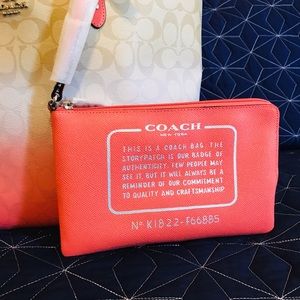 COACH
NEW YORK
THIS IS A COACH BAG. THE
STORYPATCH IS OUR BADGE OF
AUTHENTICITY. FEW PEOPLE MAY
SEE IT, BUT IT WILL ALWAYS BE A
REMINDER OF OUR COMMITMENT
TO QUALITY AND CRAFTSMANSHIP
Nº K1822-F66885